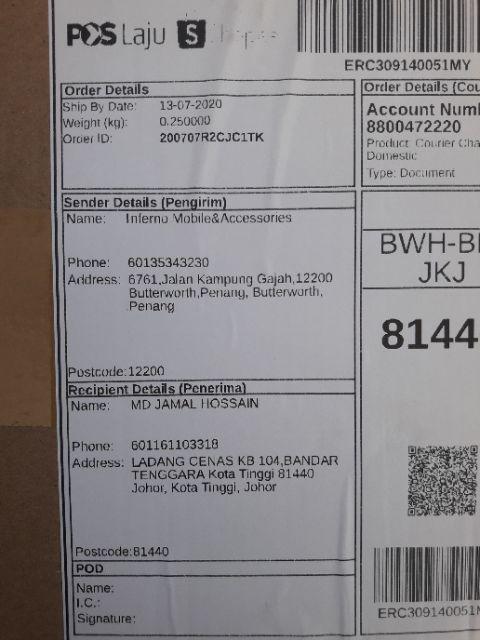 POS Laju S Shopee
ERC309140051MY
Order Details
Ship By Date: 13-07-2020
Weight (kg): 0.250000
Order ID: 200707R2CJC1TK
Order Details (Cou
Account Num
8800472220
Product: Courier Cha
Domestic
Type: Document
Sender Details (Pengirim)
Name: Inferno Mobile&Accessories
Phone: 60135343230
Address: 6761,Jalan Kampung Gajah,12200
Butterworth,Penang, Butterworth,
Penang
Postcode:12200
BWH-B
JKJ
8144
Recipient Details (Penerima)
Name: MD JAMAL HOSSAIN
Phone: 601161103318
Address: LADANG CENAS KB 104,BANDAR
TENGGARA Kota Tinggi 81440
Johor, Kota Tinggi, Johor
Postcode:81440
POD
Name:
I.C.:
Signature:
ERC309140051M